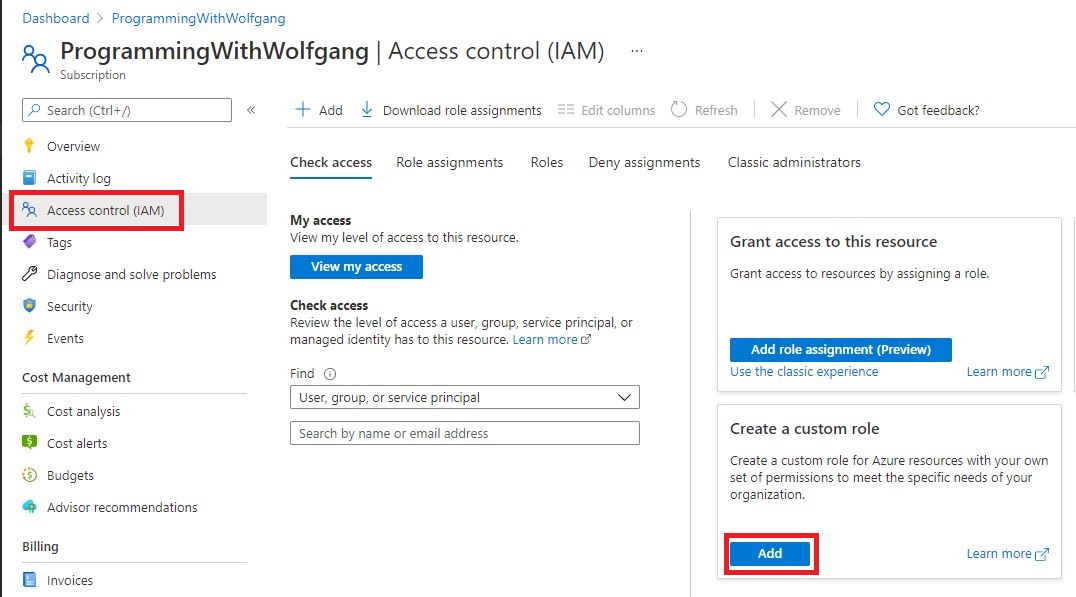 Dashboard > ProgrammingWithWolfgang
ProgrammingWithWolfgang | Access control (IAM) ...
Subscription
Search (Ctrl+/) «
Add Download role assignments Edit columns Refresh Remove Got feedback?
Overview
Activity log
Access control (IAM)
Tags
Diagnose and solve problems
Security
Events
Cost Management
Cost analysis
Cost alerts
Budgets
Advisor recommendations
Billing
Invoices
Check access Role assignments Roles Deny assignments Classic administrators
My access
View my level of access to this resource.
View my access
Check access
Review the level of access a user, group, service principal, or
managed identity has to this resource. Learn more
Find
User, group, or service principal
Search by name or email address
Grant access to this resource
Grant access to resources by assigning a role.
Add role assignment (Preview)
Use the classic experience Learn more
Create a custom role
Create a custom role for Azure resources with your own
set of permissions to meet the specific needs of your
organization.
Add Learn more